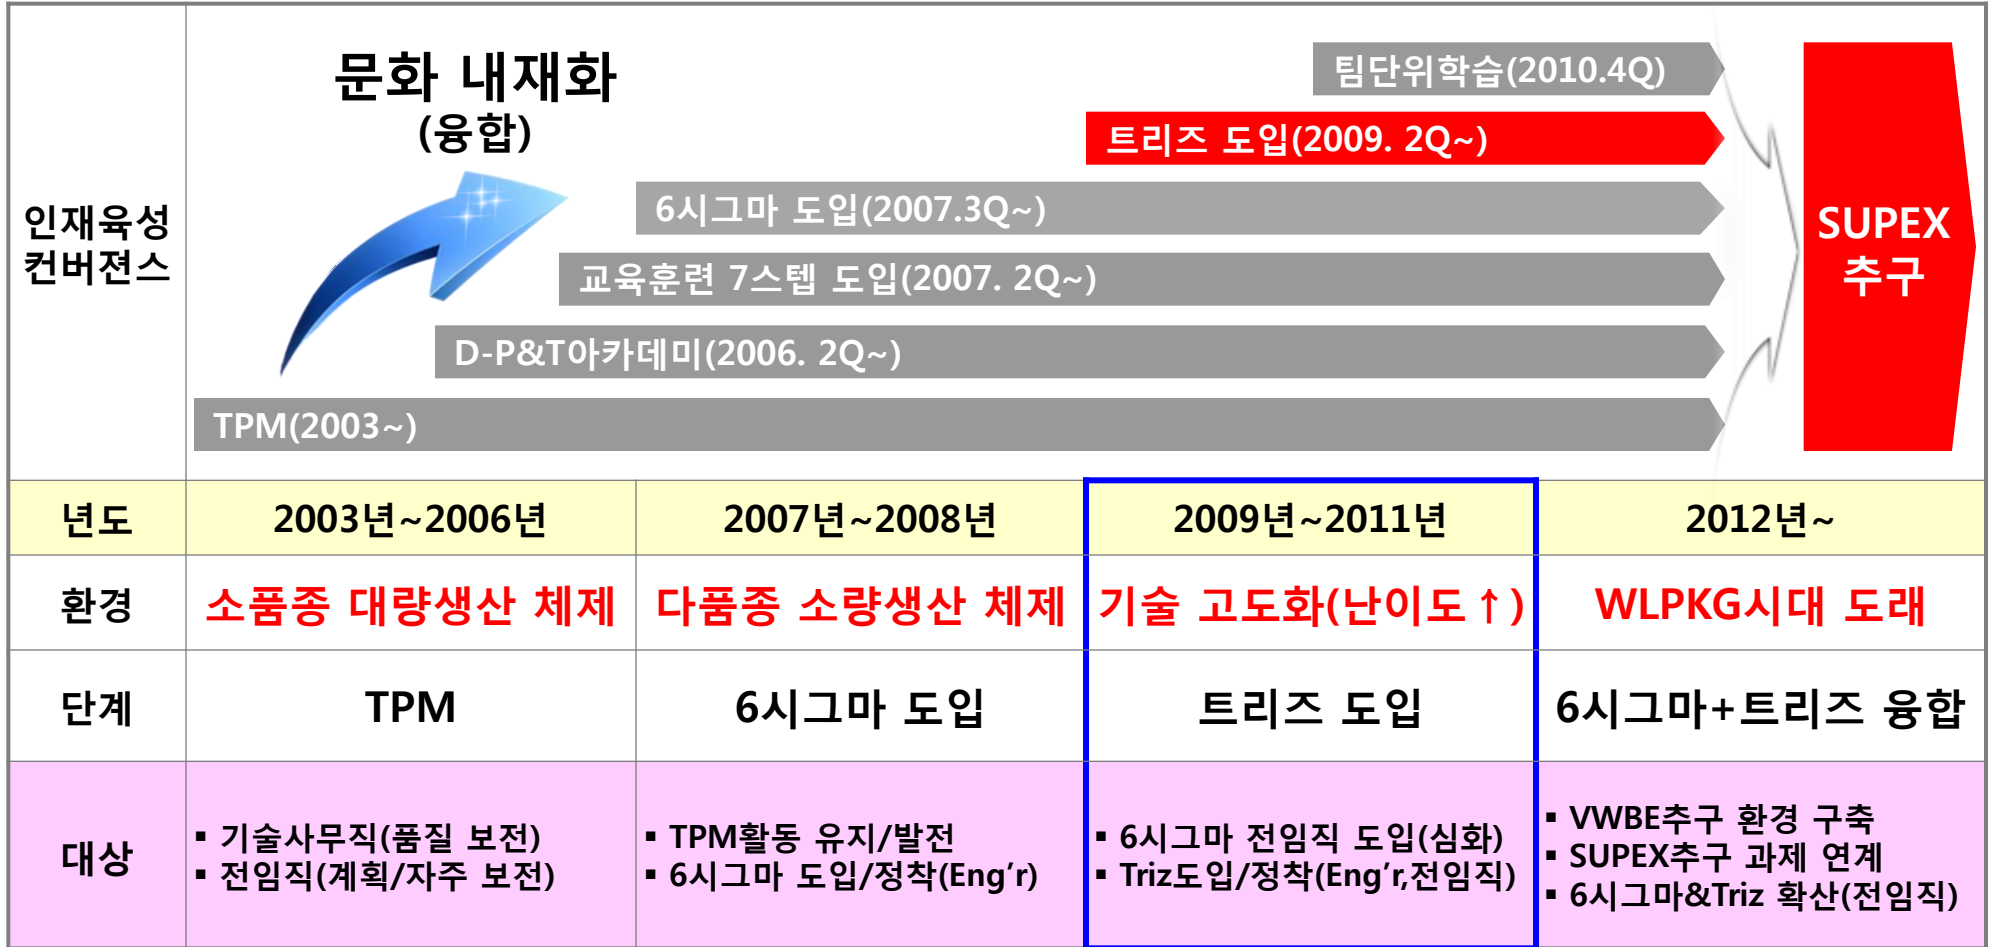 문화 내재화
(융합)
팀단위학습(2010.4Q)
트리즈 도입(2009. 2Q~)
6시그마 도입(2007.3Q~)
교육훈련 7스텝 도입(2007. 2Q~)
D-P&T아카데미(2006. 2Q~)
TPM(2003~)
인재육성
컨버젼스
SUPEX
추구
년도
2003년~2006년
2007년~2008년
2009년~2011년
2012년~
환경
소품종 대량생산 체제
다품종 소량생산 체제
기술 고도화(난이도↑)
WLPKG시대 도래
단계
TPM
6시그마 도입
트리즈 도입
6시그마+트리즈 융합
대상
▪ 기술사무직(품질 보전)
▪ 전임직(계획/자주 보전)
▪ TPM활동 유지/발전
▪ 6시그마 도입/정착(Eng’r)
▪ 6시그마 전임직 도입(심화)
▪ Triz도입/정착(Eng’r,전임직)
▪ VWBE추구 환경 구축
▪ SUPEX추구 과제 연계
▪ 6시그마&Triz 확산(전임직)